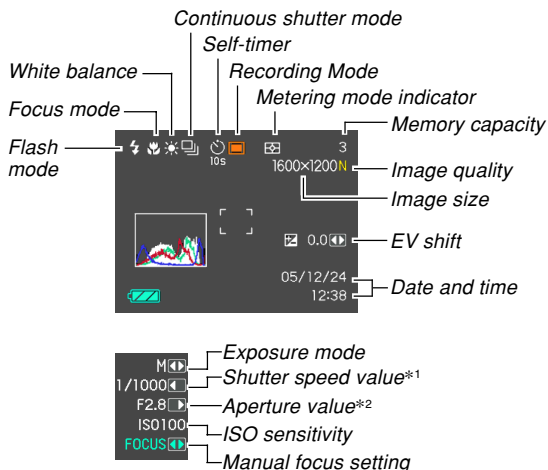 Continuous shutter mode
Self-timer
White balance
Recording Mode
Focus mode
Metering mode indicator
Flash mode
Memory capacity
10s
3
1600×1200N
Image quality
Image size
0.0
EV shift
05/12/24
12:38
Date and time
M
Exposure mode
1/1000
Shutter speed value*1
F2.8
Aperture value*2
ISO100
ISO sensitivity
FOCUS
Manual focus setting